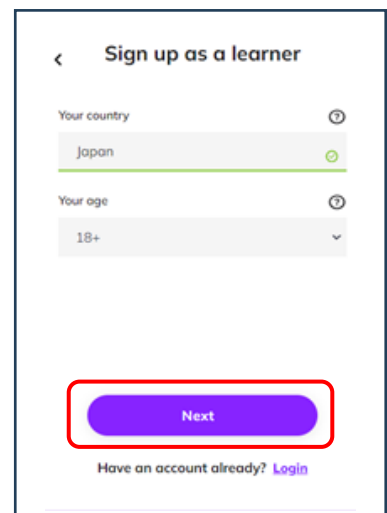 Sign up as a learner
Your country
Japan
Your age
18+
Next
Have an account already? Login